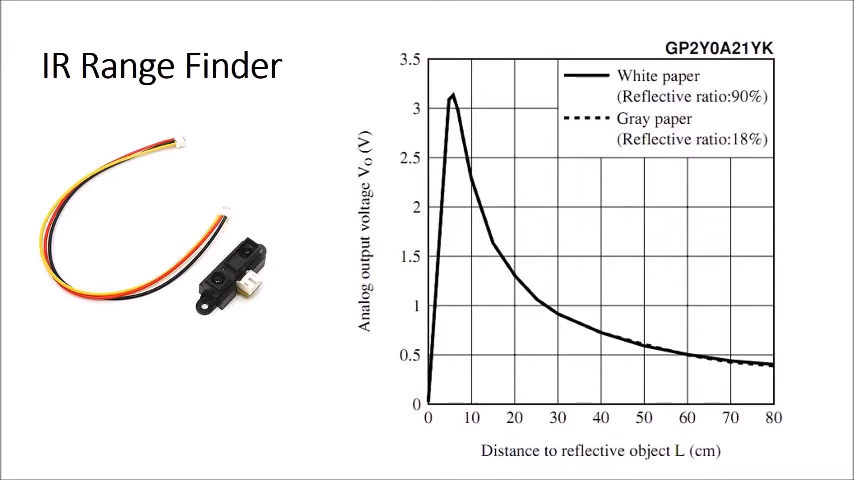 IR Range Finder
GP2Y0A21YK
White paper
(Reflective ratio:90%)
Gray paper
(Reflective ratio:18%)
Analog output voltage VO (V)
3.5
3
2.5
2
1.5
1
0.5
0
0 10 20 30 40 50 60 70 80
Distance to reflective object L (cm)